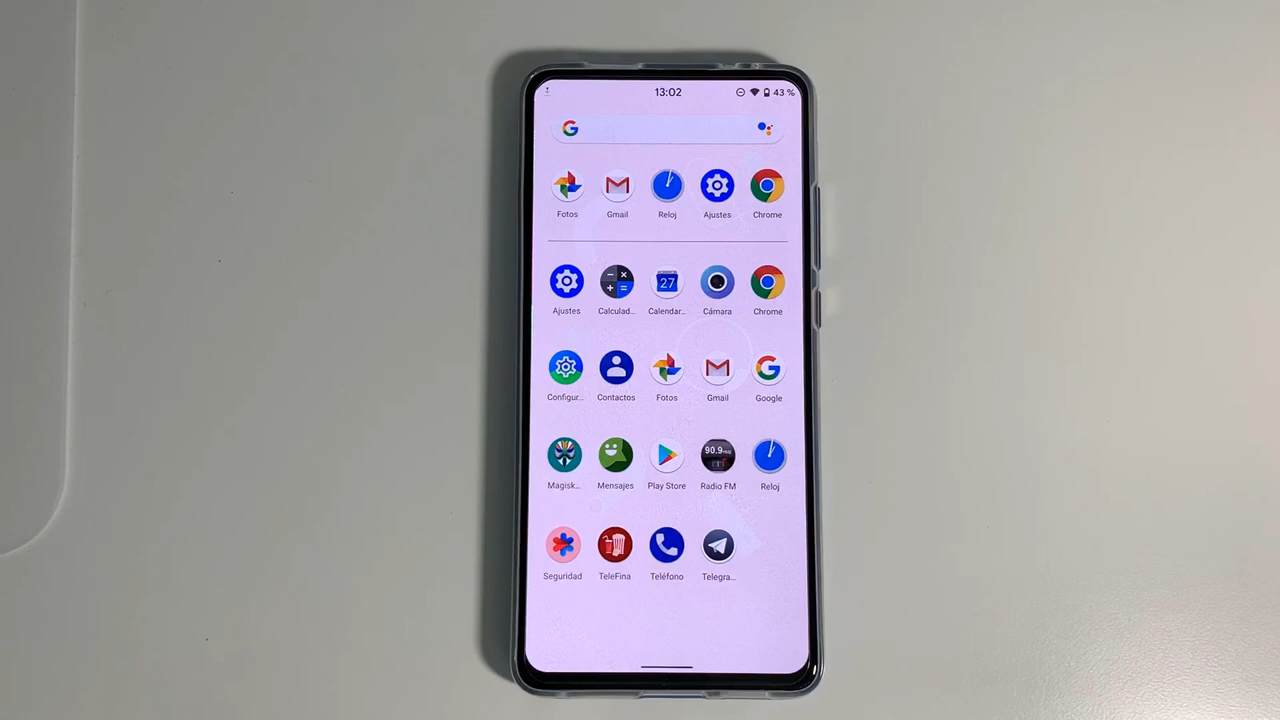 13:02 43 %
Fotos Gmail Reloj Ajustes Chrome
27
Ajustes Calculad... Calendar... Cámara Chrome
Configur... Contactos Fotos Gmail Google
90.9
Magisk... Mensajes Play Store Radio FM Reloj
Seguridad TeleFina Teléfono Telegra...